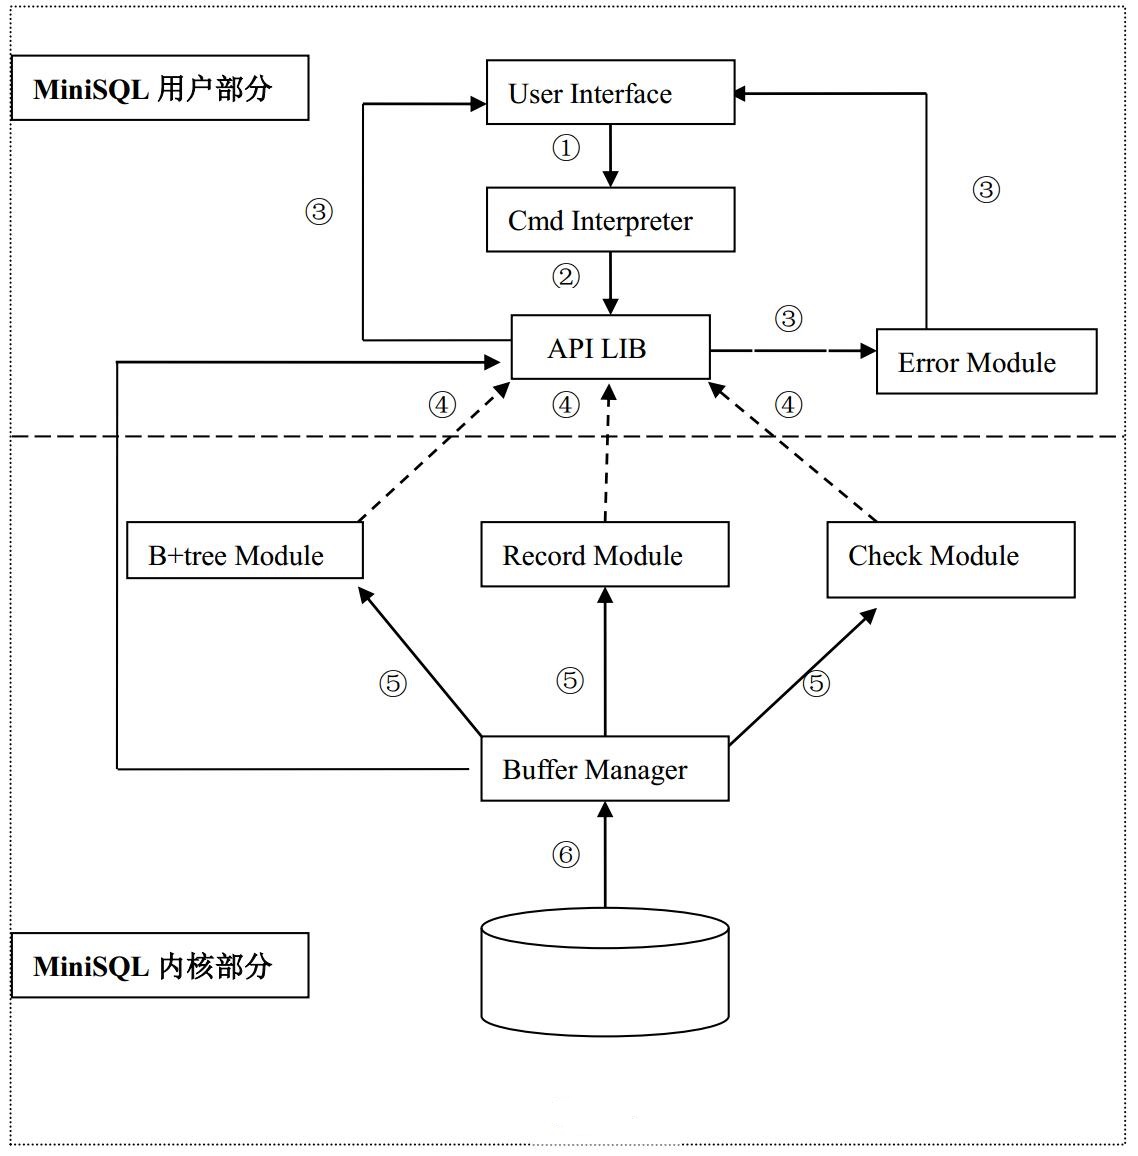 MiniSQL 用户部分
User Interface
①
③
③
Cmd Interpreter
②
③
API LIB
Error Module
④
④
④
B+tree Module
Record Module
Check Module
⑤
⑤
⑤
Buffer Manager
⑥
MiniSQL 内核部分